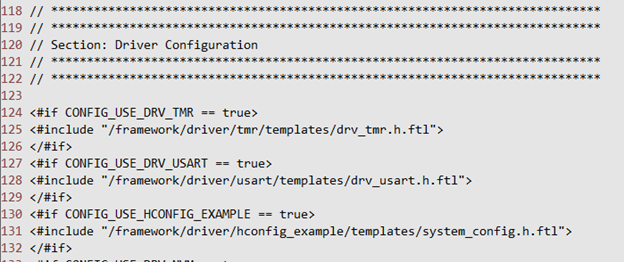 118 // *****************************************************************************
119 // *****************************************************************************
120 // Section: Driver Configuration
121 // *****************************************************************************
122 // *****************************************************************************
123
124 <#if CONFIG_USE_DRV_TMR == true>
125 <#include "/framework/driver/tmr/templates/drv_tmr.h.ftl">
126 </#if>
127 <#if CONFIG_USE_DRV_USART == true>
128 <#include "/framework/driver/usart/templates/drv_usart.h.ftl">
129 </#if>
130 <#if CONFIG_USE_HCONFIG_EXAMPLE == true>
131 <#include "/framework/driver/hconfig_example/templates/system_config.h.ftl">
132 </#if>